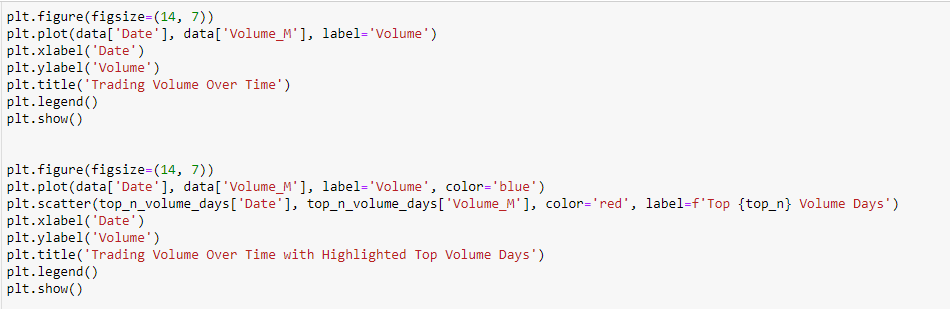 plt.figure(figsize=(14, 7))
plt.plot(data['Date'], data['Volume_M'], label='Volume')
plt.xlabel('Date')
plt.ylabel('Volume')
plt.title('Trading Volume Over Time')
plt.legend()
plt.show()
plt.figure(figsize=(14, 7))
plt.plot(data['Date'], data['Volume_M'], label='Volume', color='blue')
plt.scatter(top_n_volume_days['Date'], top_n_volume_days['Volume_M'], color='red', label=f'Top {top_n} Volume Days')
plt.xlabel('Date')
plt.ylabel('Volume')
plt.title('Trading Volume Over Time with Highlighted Top Volume Days')
plt.legend()
plt.show()